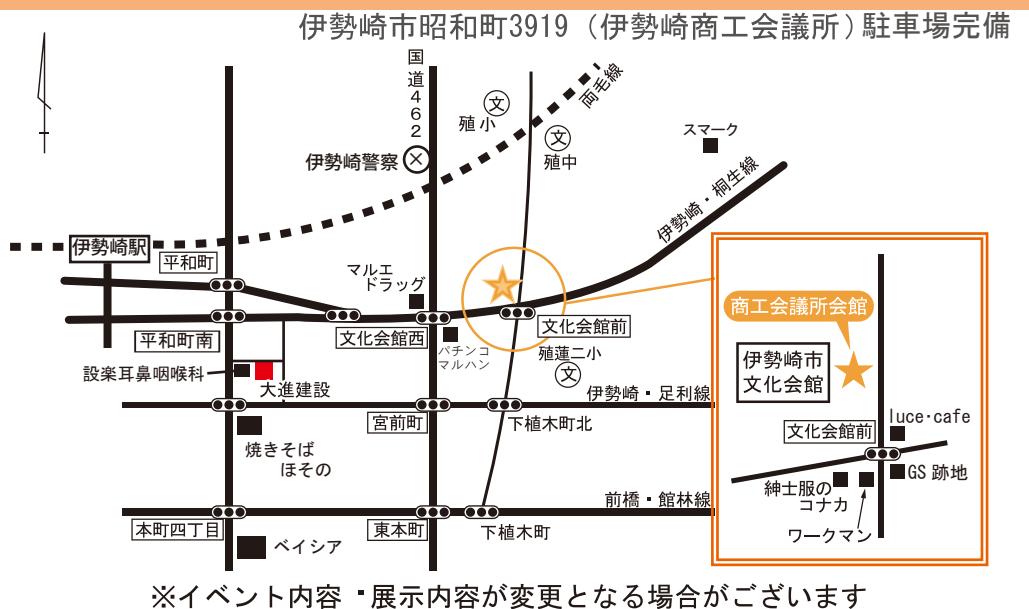 伊勢崎市昭和町3919（伊勢崎商工会議所）駐車場完備
国道462
両毛線
文
殖小
文
殖中
スマーク
伊勢崎警察
伊勢崎・桐生線
伊勢崎駅
平和町
マルエ
ドラッグ
商工会議所会館
平和町南
文化会館西
文化会館前
パチンコ
マルハン
殖蓮二小
文
伊勢崎市
文化会館
設楽耳鼻咽喉科
大進建設
伊勢崎・足利線
宮前町
下植木町北
luce･cafe
文化会館前
焼きそば
ほその
GS 跡地
紳士服の
コナカ
前橋・館林線
ワークマン
本町四丁目
東本町
下植木町
ベイシア
※イベント内容・展示内容が変更となる場合がございます